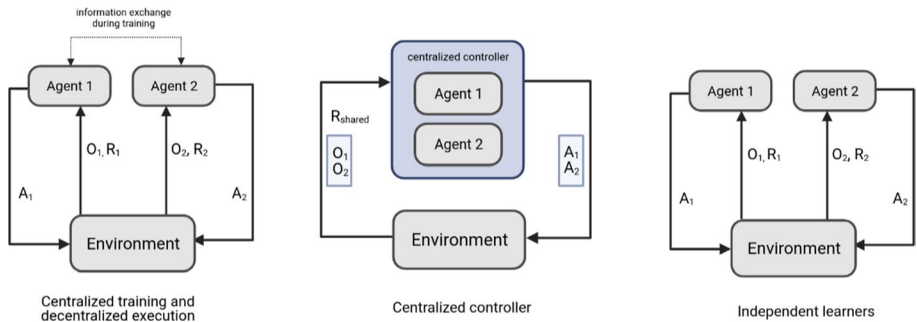 information exchange
during training
Agent 1
Agent 2
O1, R1
O2, R2
A1
A2
Environment
Centralized training and
decentralized execution
centralized controller
Agent 1
Agent 2
Rshared
O1
O2
A1
A2
Environment
Centralized controller
Agent 1
Agent 2
O1, R1
O2, R2
A1
A2
Environment
Independent learners